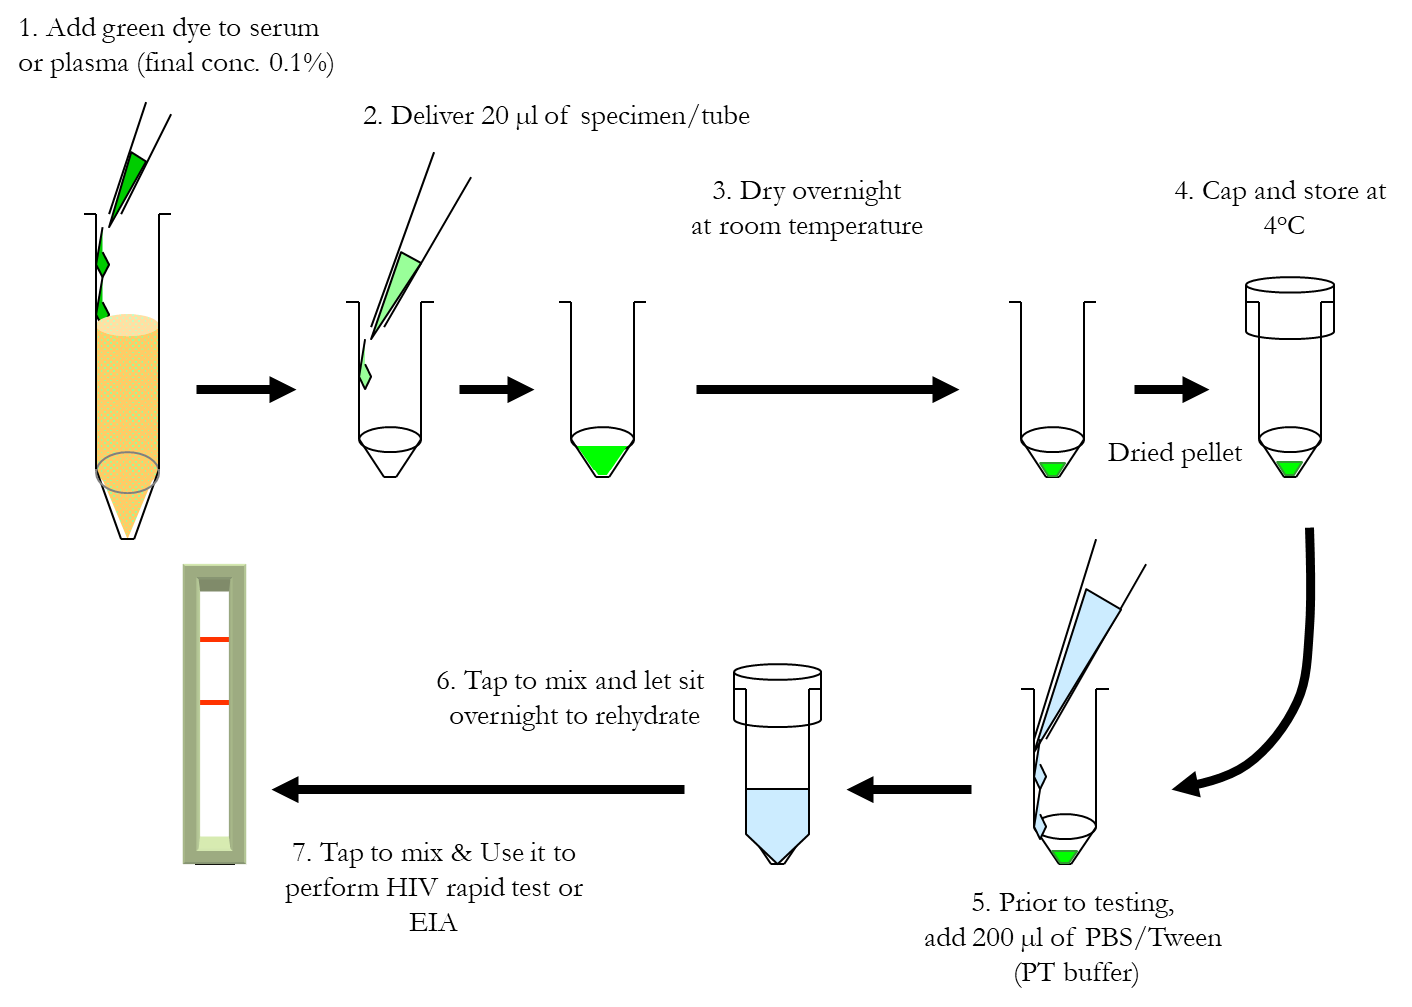 1. Add green dye to serum
or plasma (final conc. 0.1%)
2. Deliver 20 µl of specimen/tube
3. Dry overnight
at room temperature
4. Cap and store at
4°C
Dried pellet
5. Prior to testing,
add 200 µl of PBS/Tween
(PT buffer)
6. Tap to mix and let sit
overnight to rehydrate
7. Tap to mix & Use it to
perform HIV rapid test or
EIA